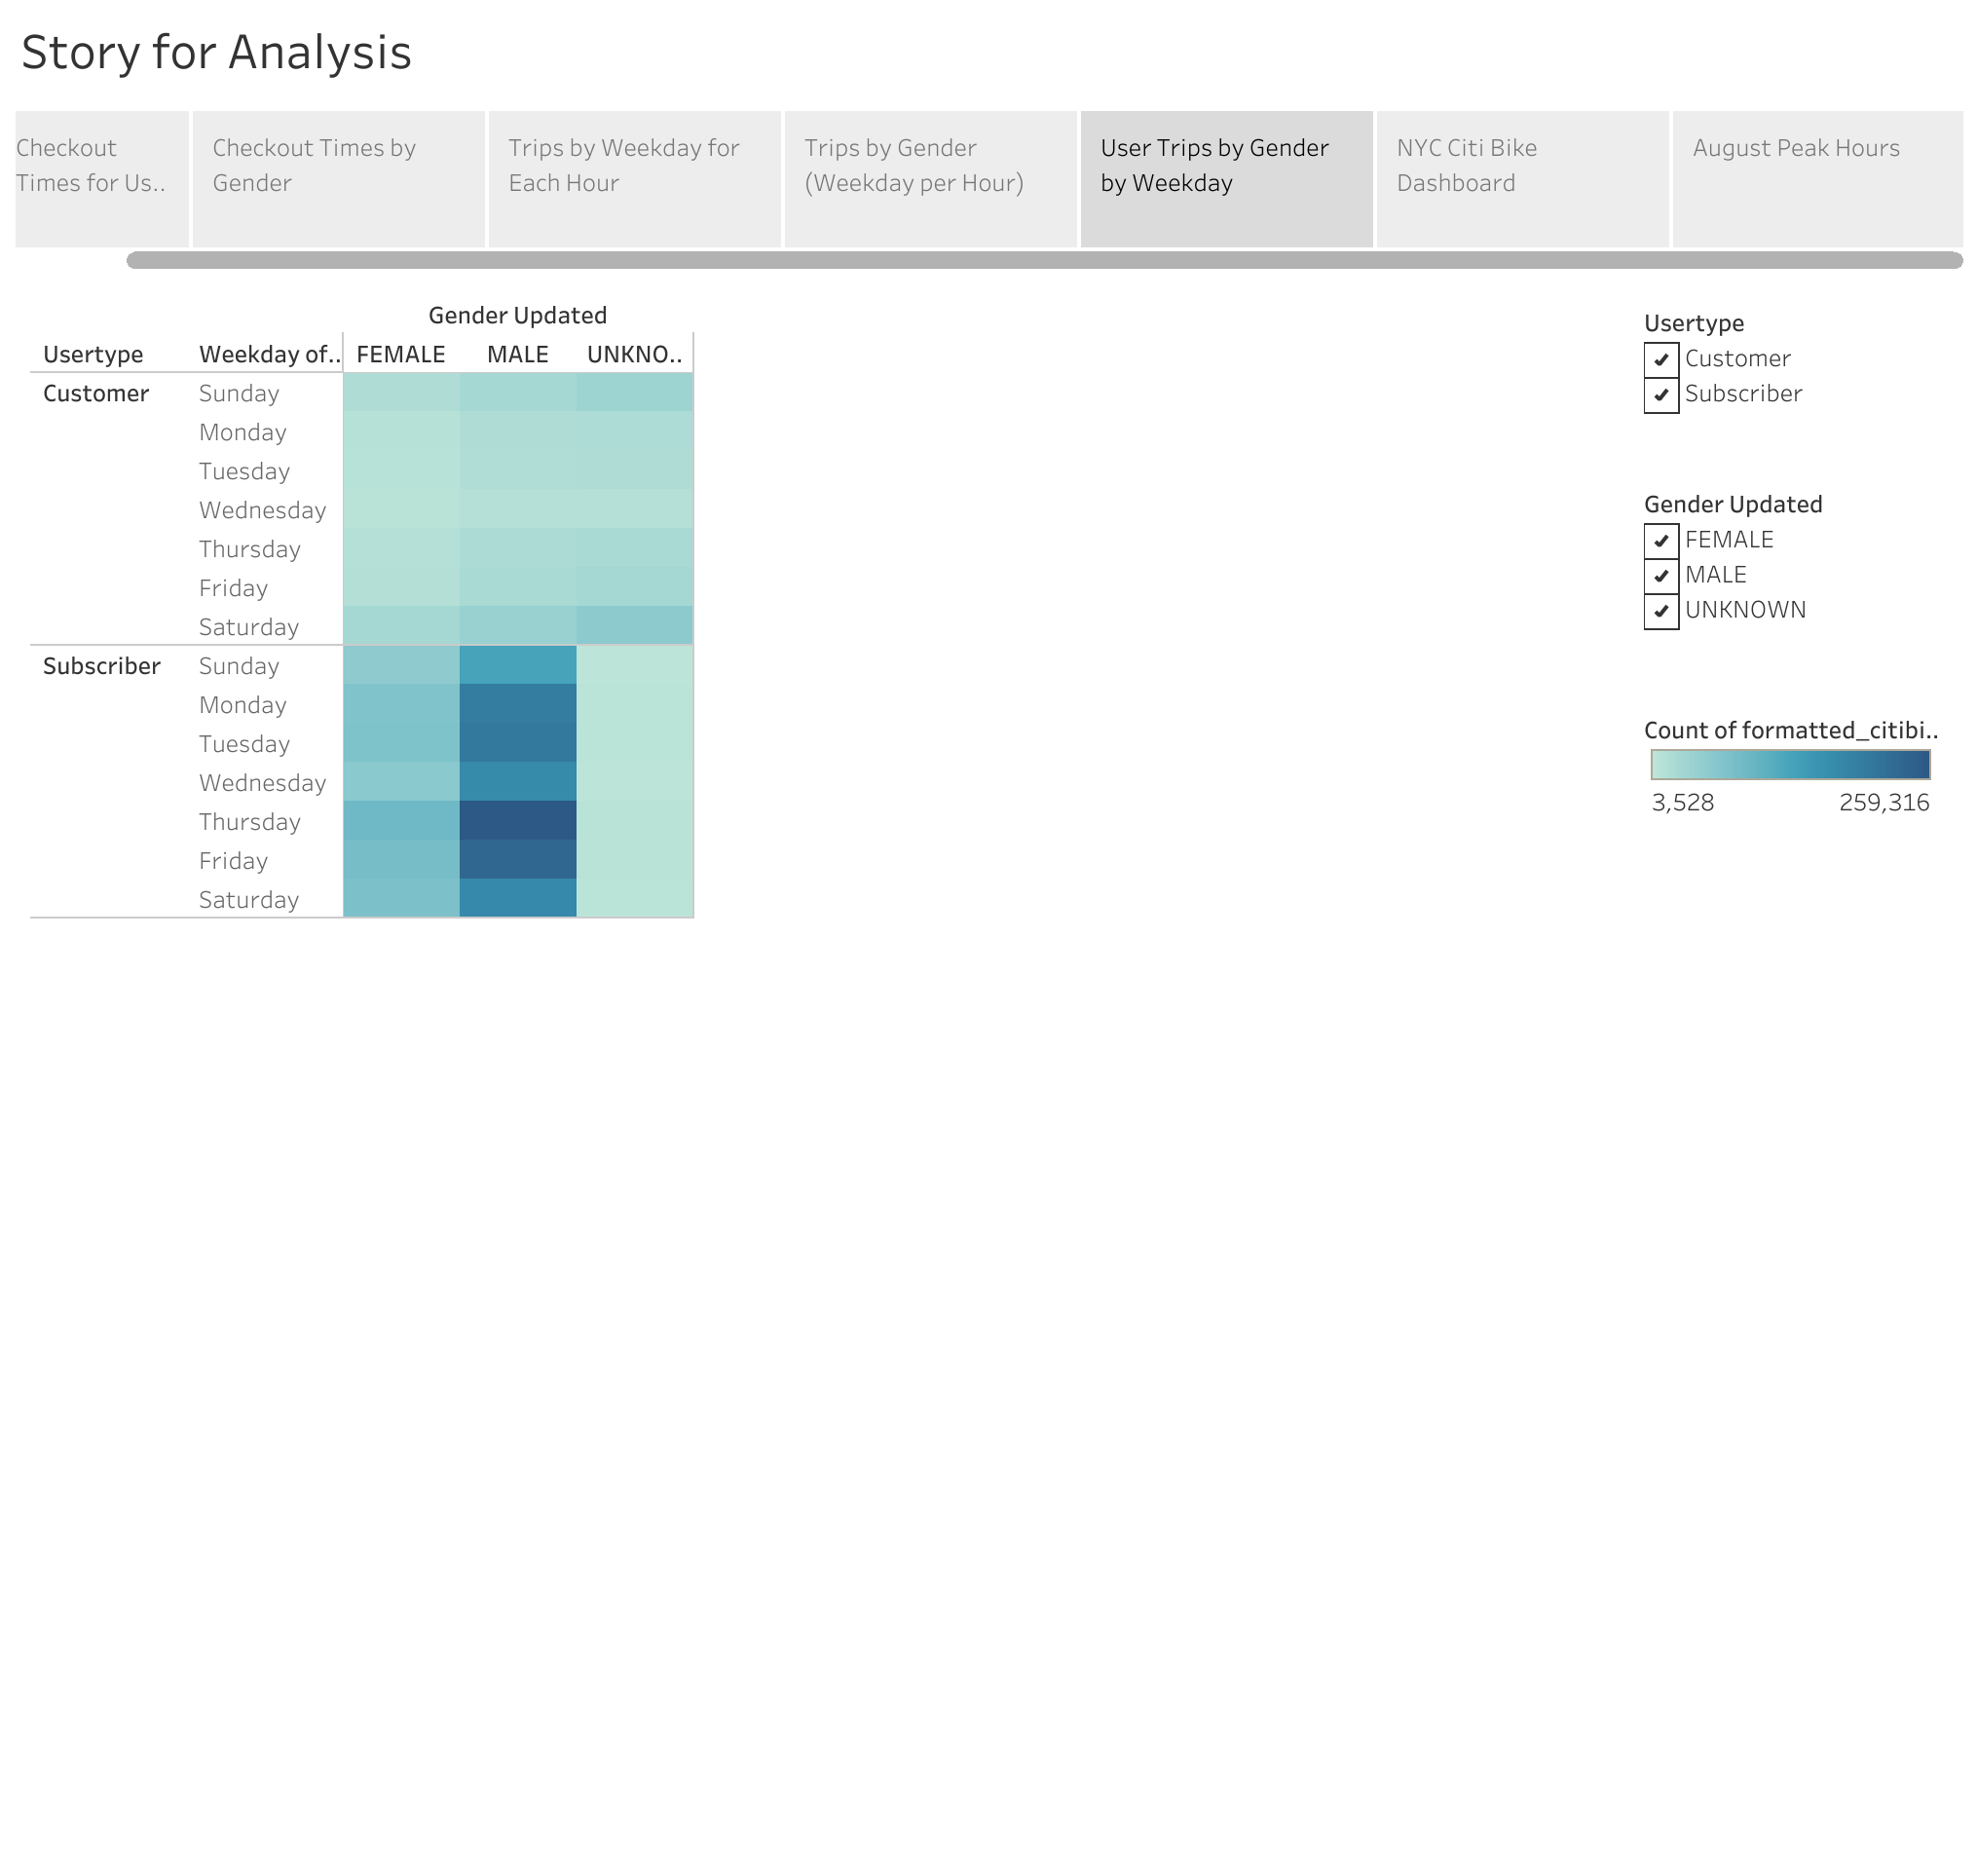 Story for Analysis
Checkout
Times for Us..
Checkout Times by
Gender
Trips by Weekday for
Each Hour
Trips by Gender
(Weekday per Hour)
User Trips by Gender
by Weekday
NYC Citi Bike
Dashboard
August Peak Hours
Gender Updated
Usertype Weekday of.. FEMALE MALE UNKNO..
Customer Sunday
Monday
Tuesday
Wednesday
Thursday
Friday
Saturday
Subscriber Sunday
Monday
Tuesday
Wednesday
Thursday
Friday
Saturday
Usertype
Customer
Subscriber
Gender Updated
FEMALE
MALE
UNKNOWN
Count of formatted_citibi..
3,528 259,316